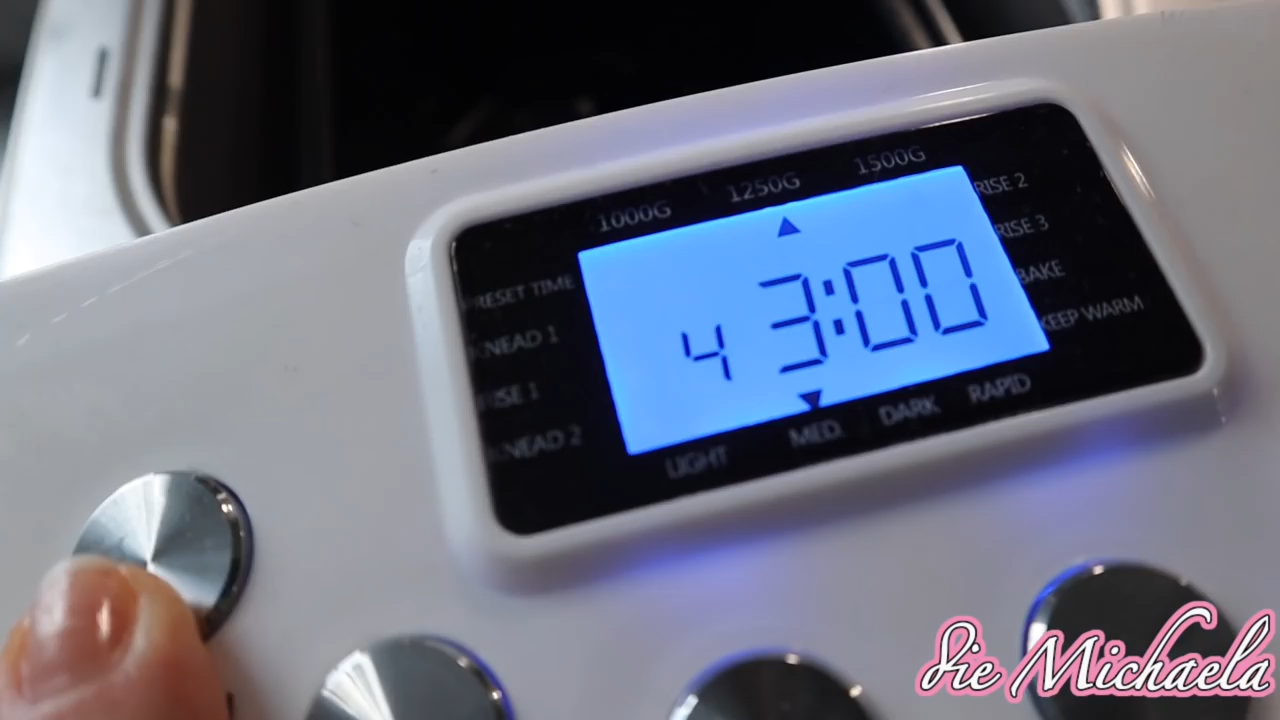 1000G 1250G 1500G
PRESET TIME
KNEAD 1
RISE 1
KNEAD 2
4 3:00
RISE 2
RISE 3
BAKE
KEEP WARM
LIGHT MED. DARK RAPID
die Michaela